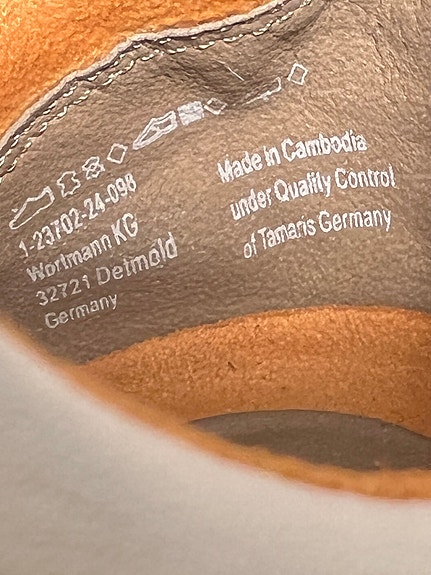 1-23702-24-098
Wortmann KG
32721 Detmold
Germany
Made in Cambodia
under Quality Control
of Tamaris Germany